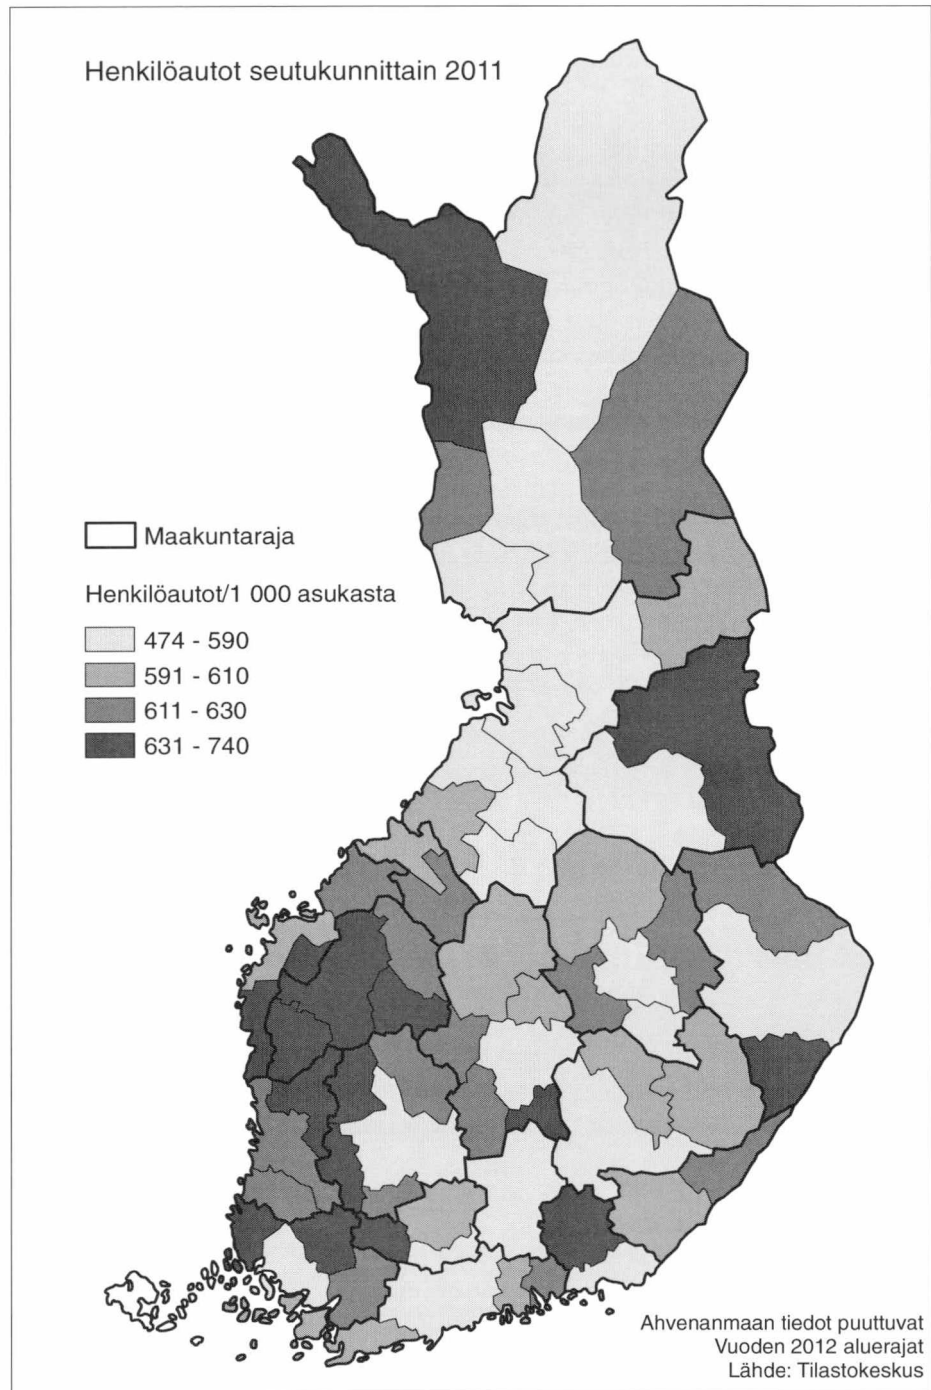 Henkilöautot seutukunnittain 2011
Maakuntaraja
Henkilöautot/1 000 asukasta
474 - 590
591 - 610
611 - 630
631 - 740
Ahvenanmaan tiedot puuttuvat
Vuoden 2012 aluerajat
Lähde: Tilastokeskus